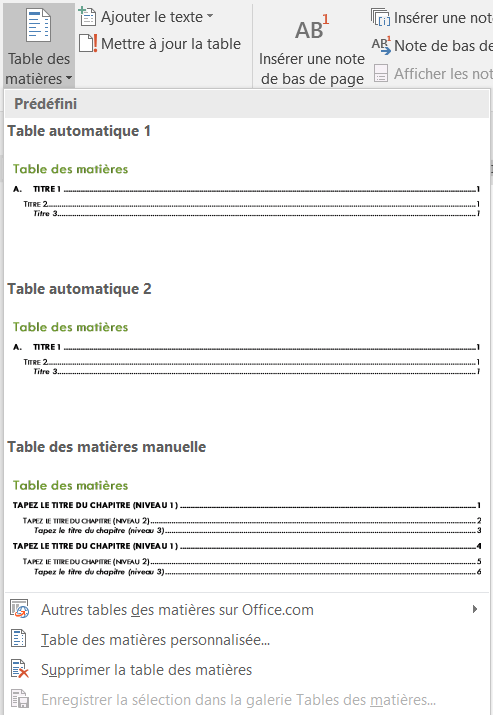 Ajouter le texte
Insérer une not
AB1
Mettre à jour la table
Table des
matières
Insérer une note
de bas de page
AB1
Note de bas de
Afficher les not
Prédéfini
Table automatique 1
Table des matières
A. TITRE 1 ........ 1
TITRE 2 ........ 1
Titre 3 ........ 1
Table automatique 2
Table des matières
A. TITRE 1 ........ 1
TITRE 2 ........ 1
Titre 3 ........ 1
Table des matières manuelle
Table des matières
TAPEZ LE TITRE DU CHAPITRE (NIVEAU 1) ........ 1
TAPEZ LE TITRE DU CHAPITRE (NIVEAU 2) ........ 2
Tapez le titre du chapitre (niveau 3) ........ 3
TAPEZ LE TITRE DU CHAPITRE (NIVEAU 1) ........ 4
TAPEZ LE TITRE DU CHAPITRE (NIVEAU 2) ........ 5
Tapez le titre du chapitre (niveau 3) ........ 6
Autres tables des matières sur Office.com
Table des matières personnalisée...
Supprimer la table des matières
Enregistrer la sélection dans la galerie Tables des matières...